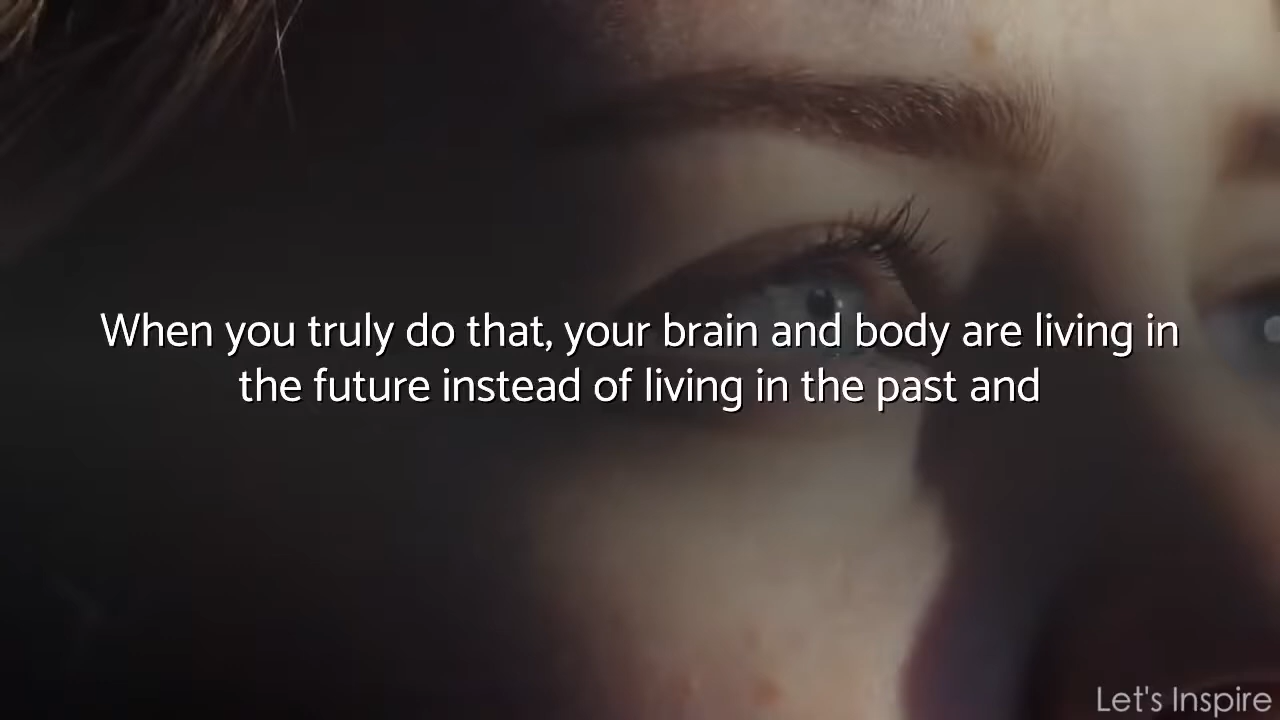 When you truly do that, your brain and body are living in
the future instead of living in the past and
Let's Inspire